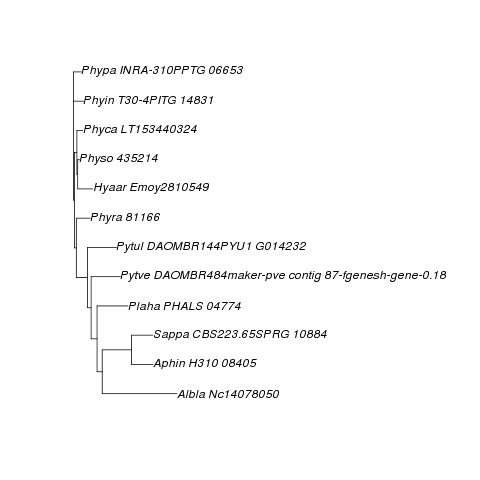 Phypa INRA-310PPTG 06653
Phyin T30-4PITG 14831
Phyca LT153440324
Physo 435214
Hyaar Emoy2810549
Phyra 81166
Pytul DAOMBR144PYU1 G014232
Pytve DAOMBR484maker-pve contig 87-fgenesh-gene-0.18
Plaha PHALS 04774
Sappa CBS223.65SPRG 10884
Aphin H310 08405
Albla Nc14078050